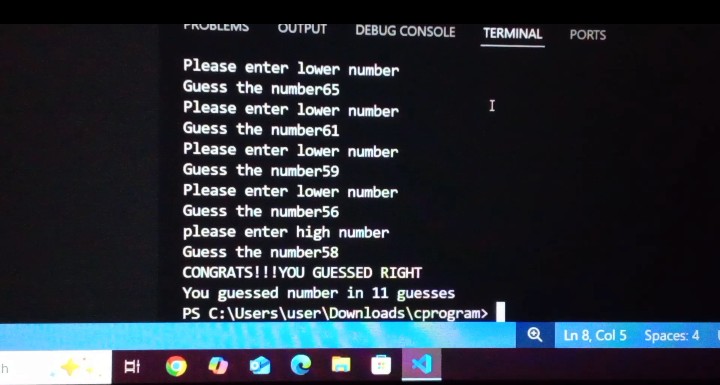 PROBLEMS OUTPUT DEBUG CONSOLE TERMINAL PORTS
Please enter lower number
Guess the number65
Please enter lower number
Guess the number61
Please enter lower number
Guess the number59
Please enter lower number
Guess the number56
please enter high number
Guess the number58
CONGRATS!!!YOU GUESSED RIGHT
You guessed number in 11 guesses
PS C:\Users\user\Downloads\cprogram>
Ln 8, Col 5 Spaces: 4